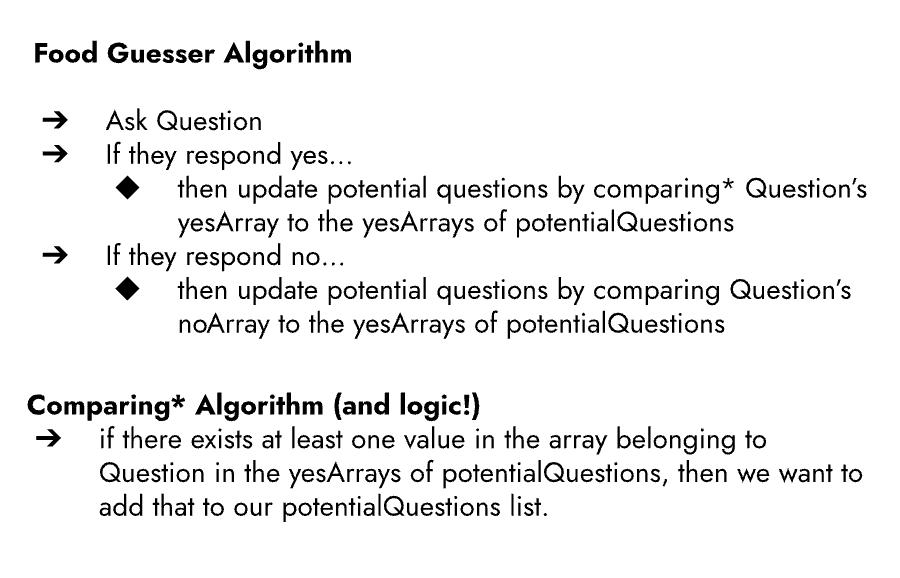 Food Guesser Algorithm
➔ Ask Question
➔ If they respond yes...
◆ then update potential questions by comparing* Question's
yesArray to the yesArrays of potentialQuestions
➔ If they respond no...
◆ then update potential questions by comparing Question's
noArray to the yesArrays of potentialQuestions
Comparing* Algorithm (and logic!)
➔ if there exists at least one value in the array belonging to
Question in the yesArrays of potentialQuestions, then we want to
add that to our potentialQuestions list.